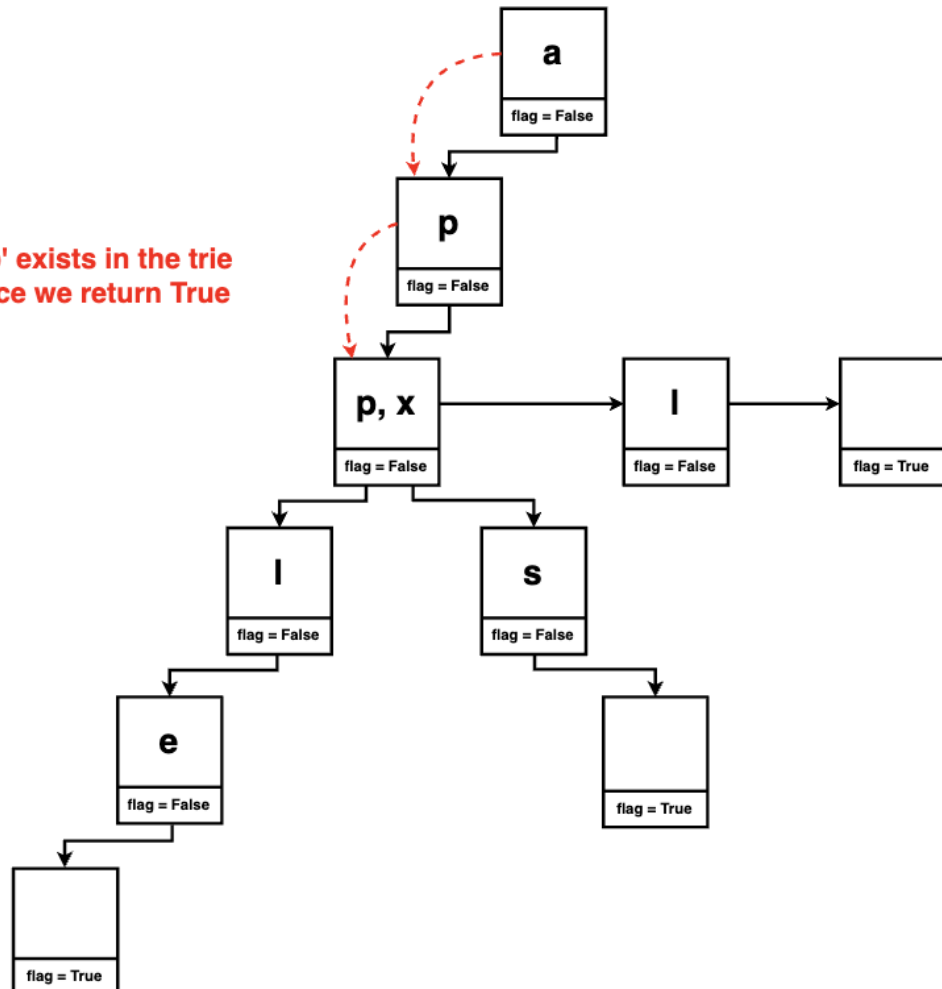 a
flag = False
p
flag = False
' exists in the trie
ce we return True
p, x
flag = False
l
flag = False
flag = True
l
flag = False
s
flag = False
e
flag = False
flag = True
flag = True